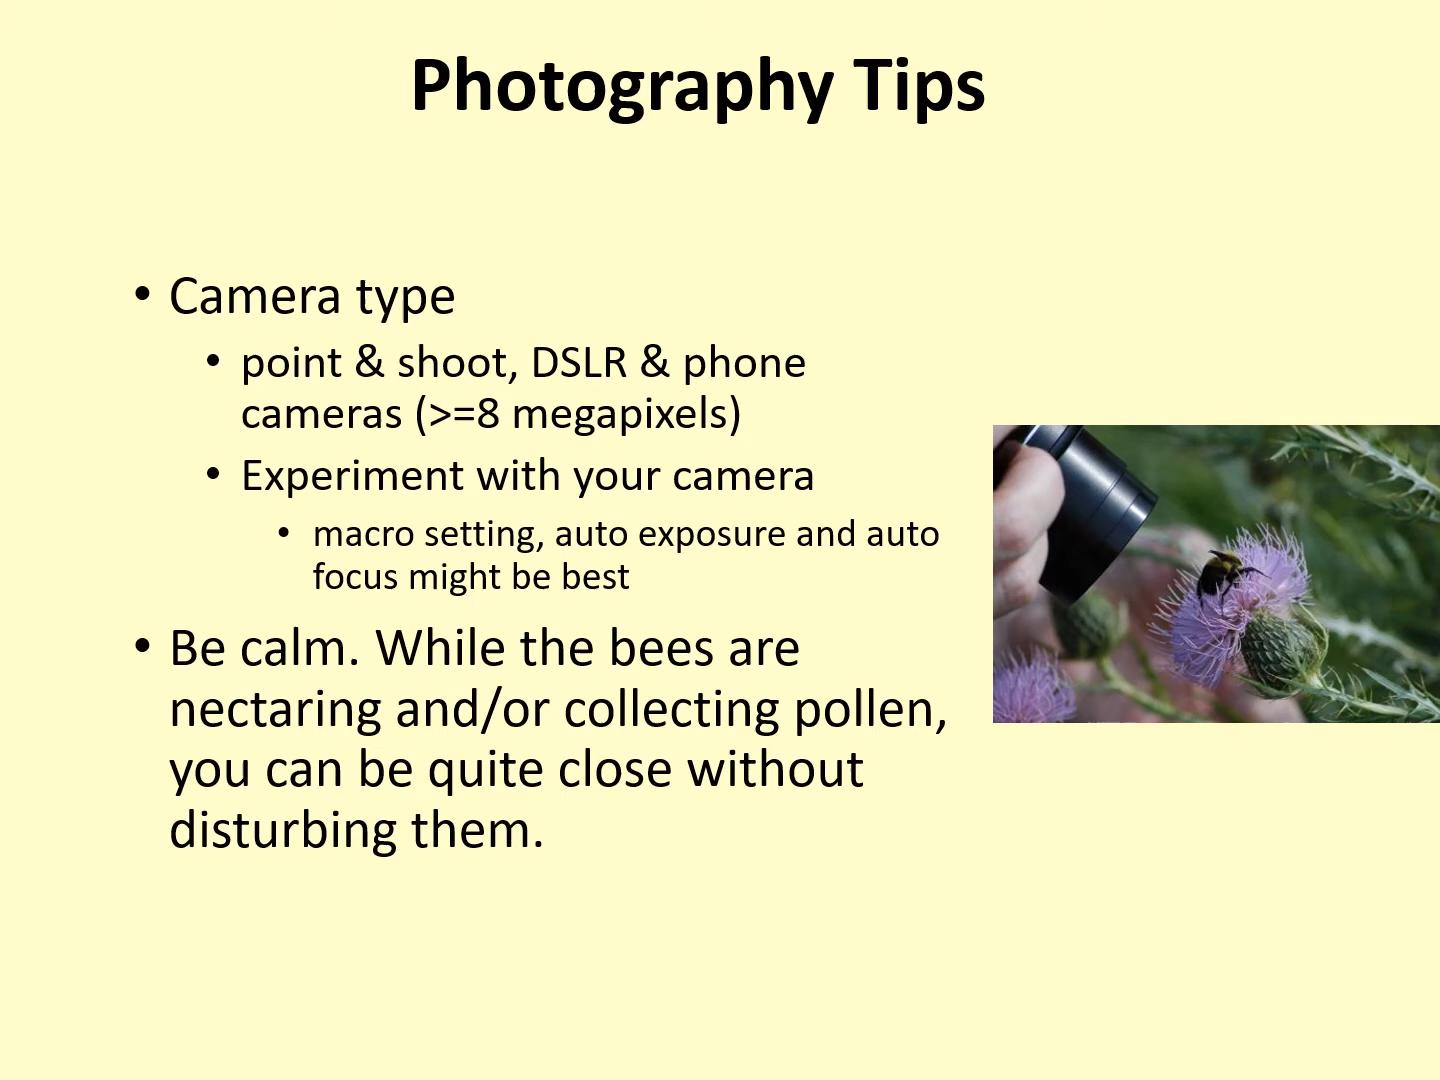 Photography Tips
• Camera type
• point & shoot, DSLR & phone
cameras (>=8 megapixels)
• Experiment with your camera
• macro setting, auto exposure and auto
focus might be best
• Be calm. While the bees are
nectaring and/or collecting pollen,
you can be quite close without
disturbing them.